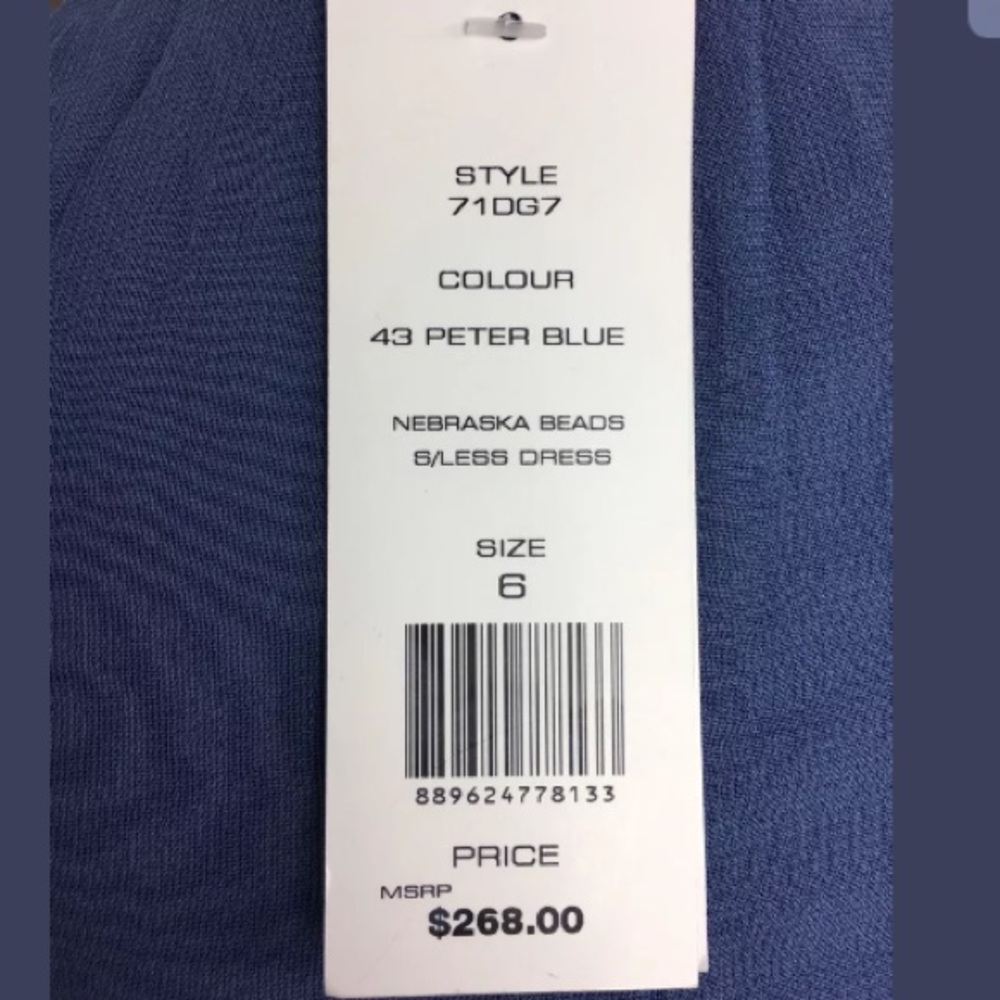 STYLE
71DG7
COLOUR
43 PETER BLUE
NEBRASKA BEADS
S/LESS DRESS
SIZE
6
889624778133
PRICE
MSRP
$268.00